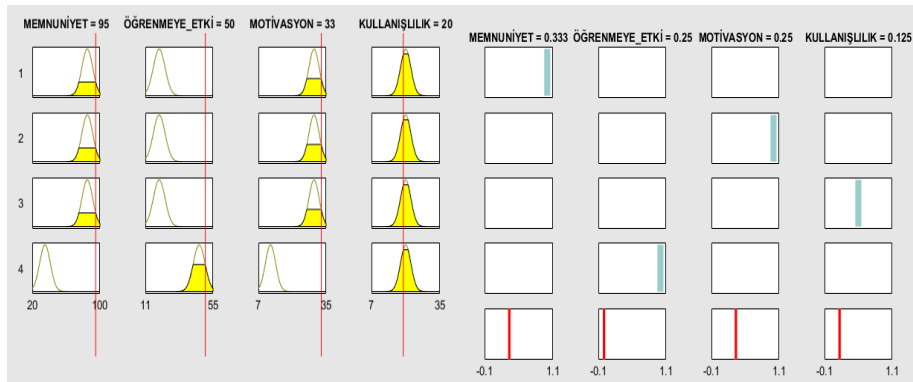 MEMNUNİYET = 95 ÖĞRENMEYE_ETKİ = 50 MOTİVASYON = 33 KULLANIŞLILIK = 20
MEMNUNİYET = 0.333 ÖĞRENMEYE_ETKİ = 0.25 MOTİVASYON = 0.25 KULLANIŞLILIK = 0.125
1
2
3
4
20 100 11 55 7 35 7 35
-0.1 1.1 -0.1 1.1 -0.1 1.1 -0.1 1.1